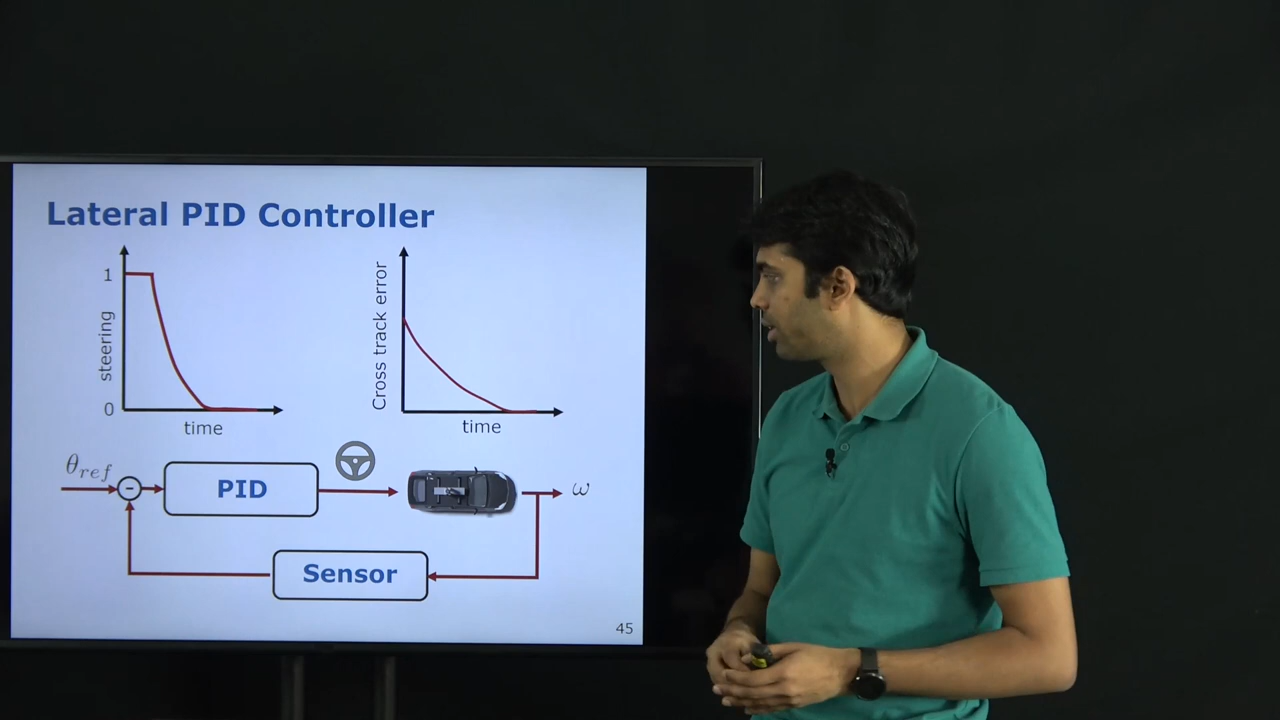 Lateral PID Controller
1
steering
0
time
Cross track error
time
θref
-
PID
ω
Sensor
45